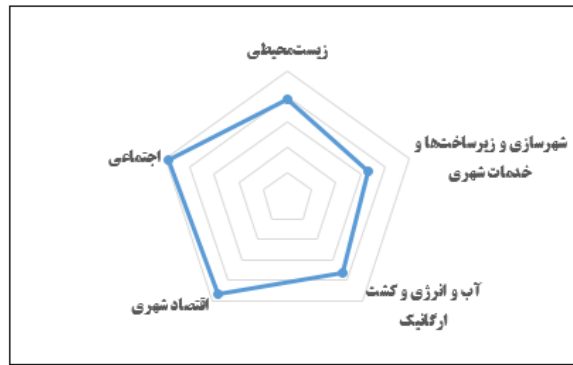 زیست‌محیطی
شهرسازی و زیرساخت‌ها و
خدمات شهری
اجتماعی
آب و انرژی و کشت
ارگانیک
اقتصاد شهری